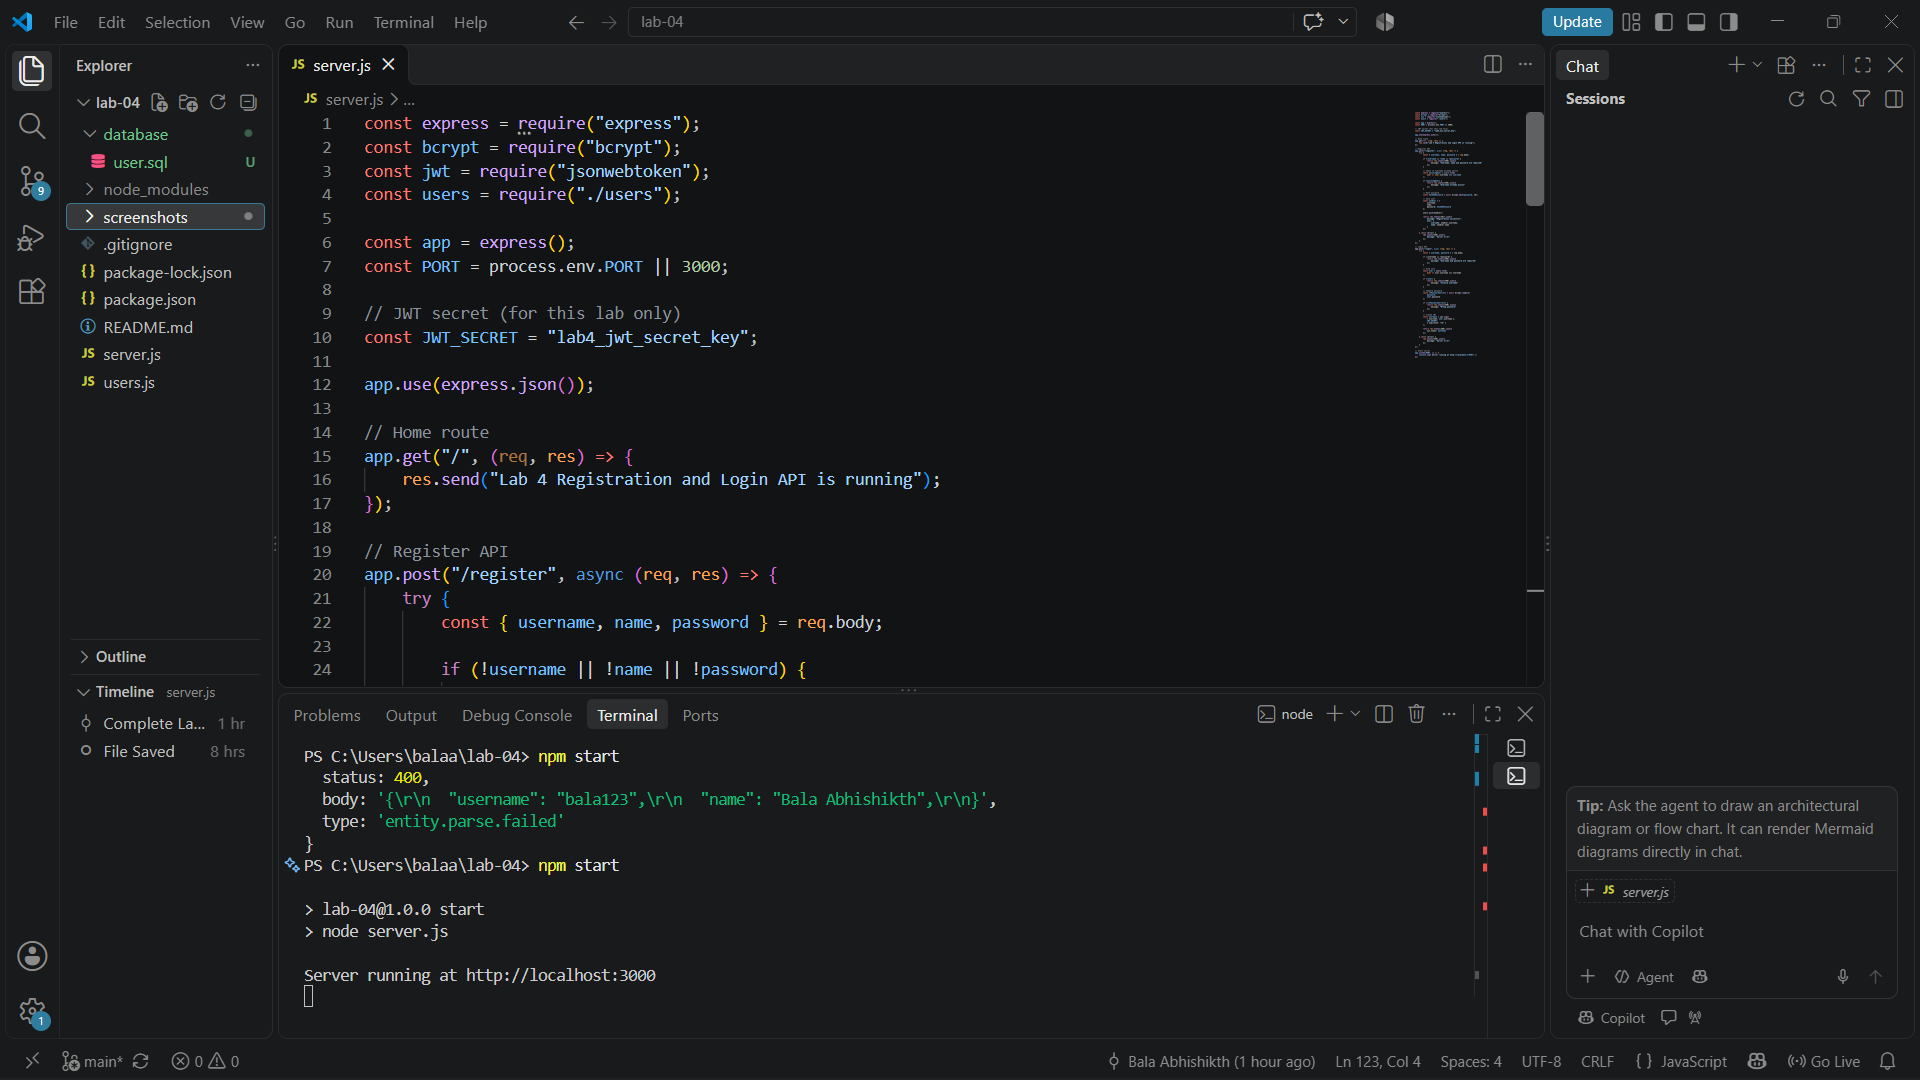 File Edit Selection View Go Run Terminal Help
lab-04
Update
Explorer
lab-04
database
user.sql U
node_modules
screenshots
.gitignore
package-lock.json
package.json
README.md
server.js
users.js
Outline
Timeline server.js
Complete La... 1 hr
File Saved 8 hrs
9
1
JS server.js
JS server.js > ...
1 const express = require("express");
2 const bcrypt = require("bcrypt");
3 const jwt = require("jsonwebtoken");
4 const users = require("./users");
5
6 const app = express();
7 const PORT = process.env.PORT || 3000;
8
9 // JWT secret (for this lab only)
10 const JWT_SECRET = "lab4_jwt_secret_key";
11
12 app.use(express.json());
13
14 // Home route
15 app.get("/", (req, res) => {
16 res.send("Lab 4 Registration and Login API is running");
17 });
18
19 // Register API
20 app.post("/register", async (req, res) => {
21 try {
22 const { username, name, password } = req.body;
23
24 if (!username || !name || !password) {
Problems Output Debug Console Terminal Ports
node
PS C:\Users\balaa\lab-04> npm start
status: 400,
body: '{\r\n  "username": "bala123",\r\n  "name": "Bala Abhishikth",\r\n}',
type: 'entity.parse.failed'
}
PS C:\Users\balaa\lab-04> npm start
> lab-04@1.0.0 start
> node server.js
Server running at http://localhost:3000
Chat
Sessions
Tip: Ask the agent to draw an architectural
diagram or flow chart. It can render Mermaid
diagrams directly in chat.
JS server.js
Chat with Copilot
Agent
Copilot
main* 0 0
Bala Abhishikth (1 hour ago) Ln 123, Col 4 Spaces: 4 UTF-8 CRLF {} JavaScript Go Live